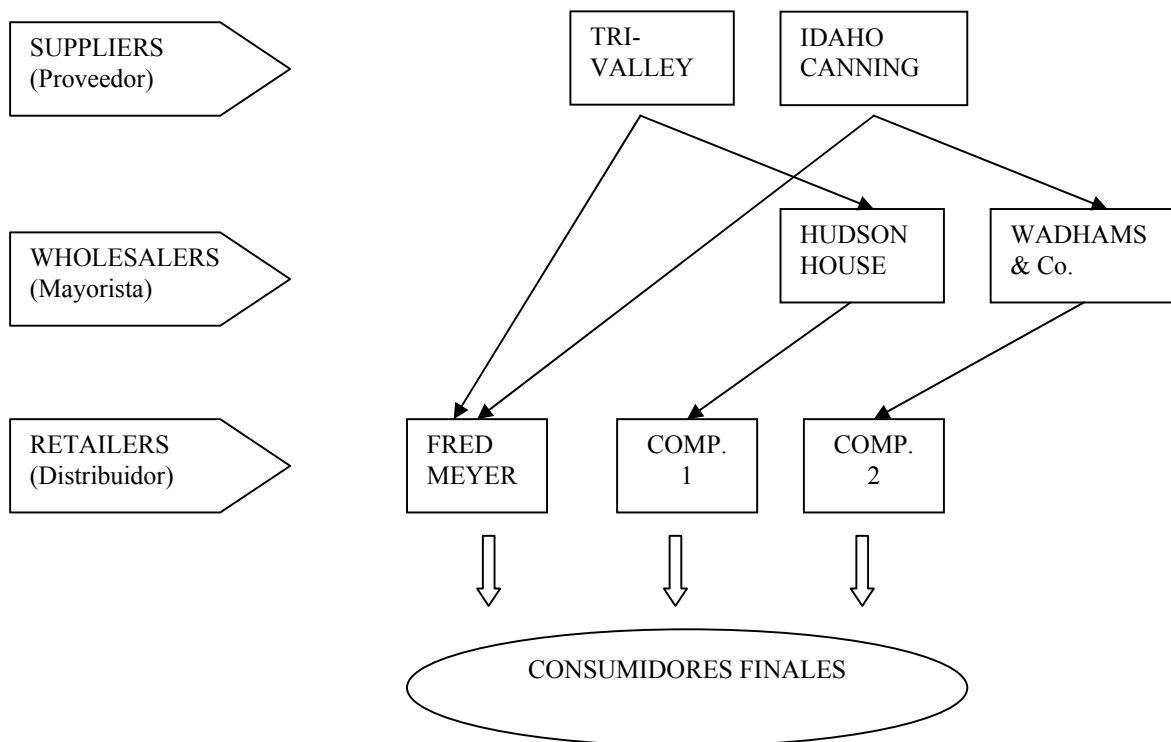 SUPPLIERS
(Proveedor)
TRI-
VALLEY
IDAHO
CANNING
WHOLESALERS
(Mayorista)
HUDSON
HOUSE
WADHAMS
& Co.
RETAILERS
(Distribuidor)
FRED
MEYER
COMP.
1
COMP.
2
CONSUMIDORES FINALES